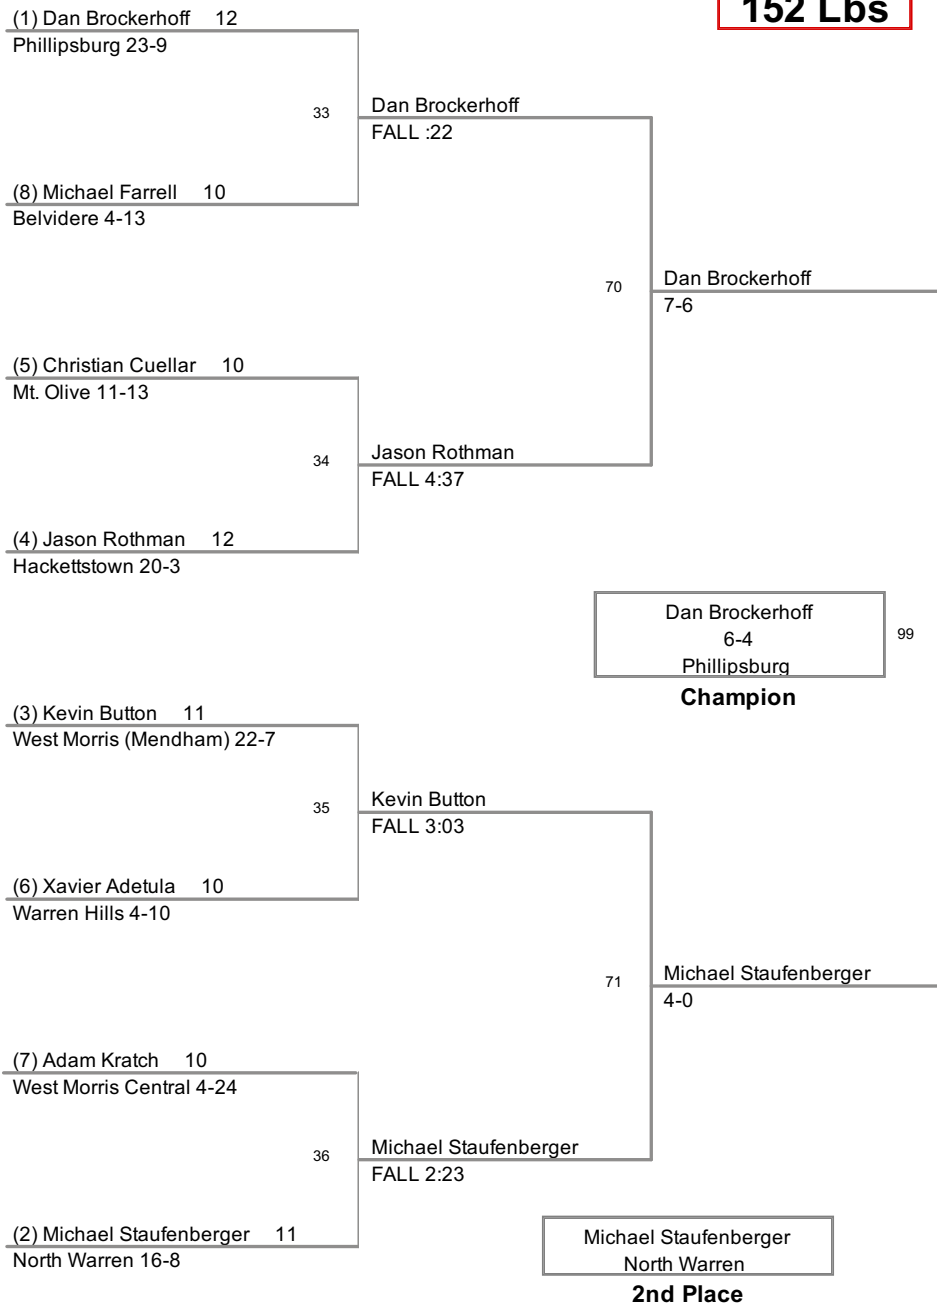 152 Lbs
(1) Dan Brockerhoff 12
Phillipsburg 23-9
33
Dan Brockerhoff
FALL :22
(8) Michael Farrell 10
Belvidere 4-13
70
Dan Brockerhoff
7-6
(5) Christian Cuellar 10
Mt. Olive 11-13
34
Jason Rothman
FALL 4:37
(4) Jason Rothman 12
Hackettstown 20-3
Dan Brockerhoff
6-4
Phillipsburg
99
Champion
(3) Kevin Button 11
West Morris (Mendham) 22-7
35
Kevin Button
FALL 3:03
(6) Xavier Adetula 10
Warren Hills 4-10
71
Michael Staufenberger
4-0
(7) Adam Kratch 10
West Morris Central 4-24
36
Michael Staufenberger
FALL 2:23
(2) Michael Staufenberger 11
North Warren 16-8
Michael Staufenberger
North Warren
2nd Place